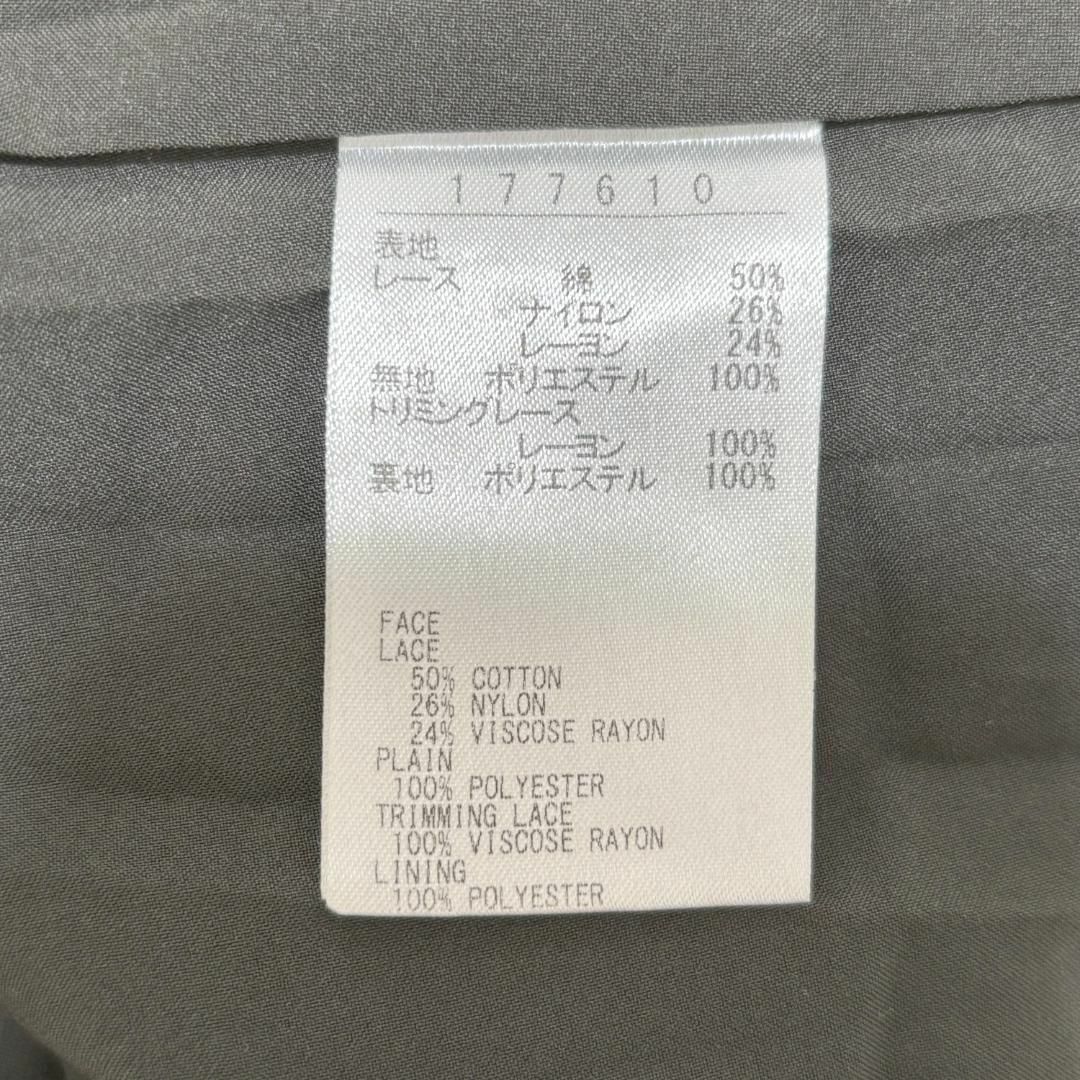 177610
表地
レース 綿 50%
ナイロン 26%
レーヨン 24%
無地 ポリエステル 100%
トリミングレース
レーヨン 100%
裏地 ポリエステル 100%
FACE
LACE
50% COTTON
26% NYLON
24% VISCOSE RAYON
PLAIN
100% POLYESTER
TRIMMING LACE
100% VISCOSE RAYON
LINING
100% POLYESTER